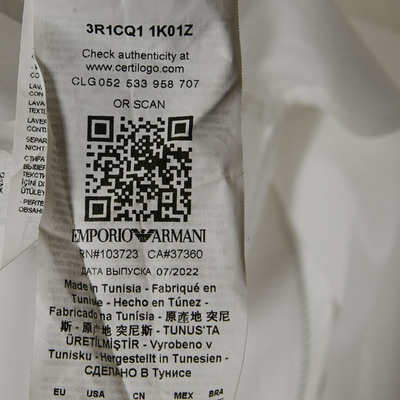 3R1CQ1 1K01Z
Check authenticity at
www.certilogo.com
CLG 052 533 958 707
OR SCAN
EMPORIO ARMANI
RN#103723 CA#37360
ДАТА ВЫПУСКА 07/2022
Made in Tunisia - Fabriqué en
Tunisie - Hecho en Túnez -
Fabricado na Tunísia - 原產地 突尼
斯 - 原产地 突尼斯 - TUNUS'TA
ÜRETİLMİŞTİR - Vyrobeno v
Tunisku - Hergestellt in Tunesien -
СДЕЛАНО В Тунисе
EU USA CN MEX BRA